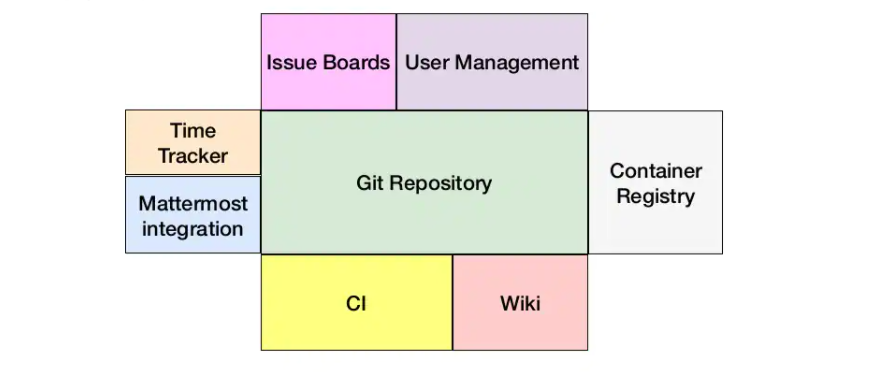 Issue Boards
User Management
Time
Tracker
Git Repository
Container
Registry
Mattermost
integration
CI
Wiki